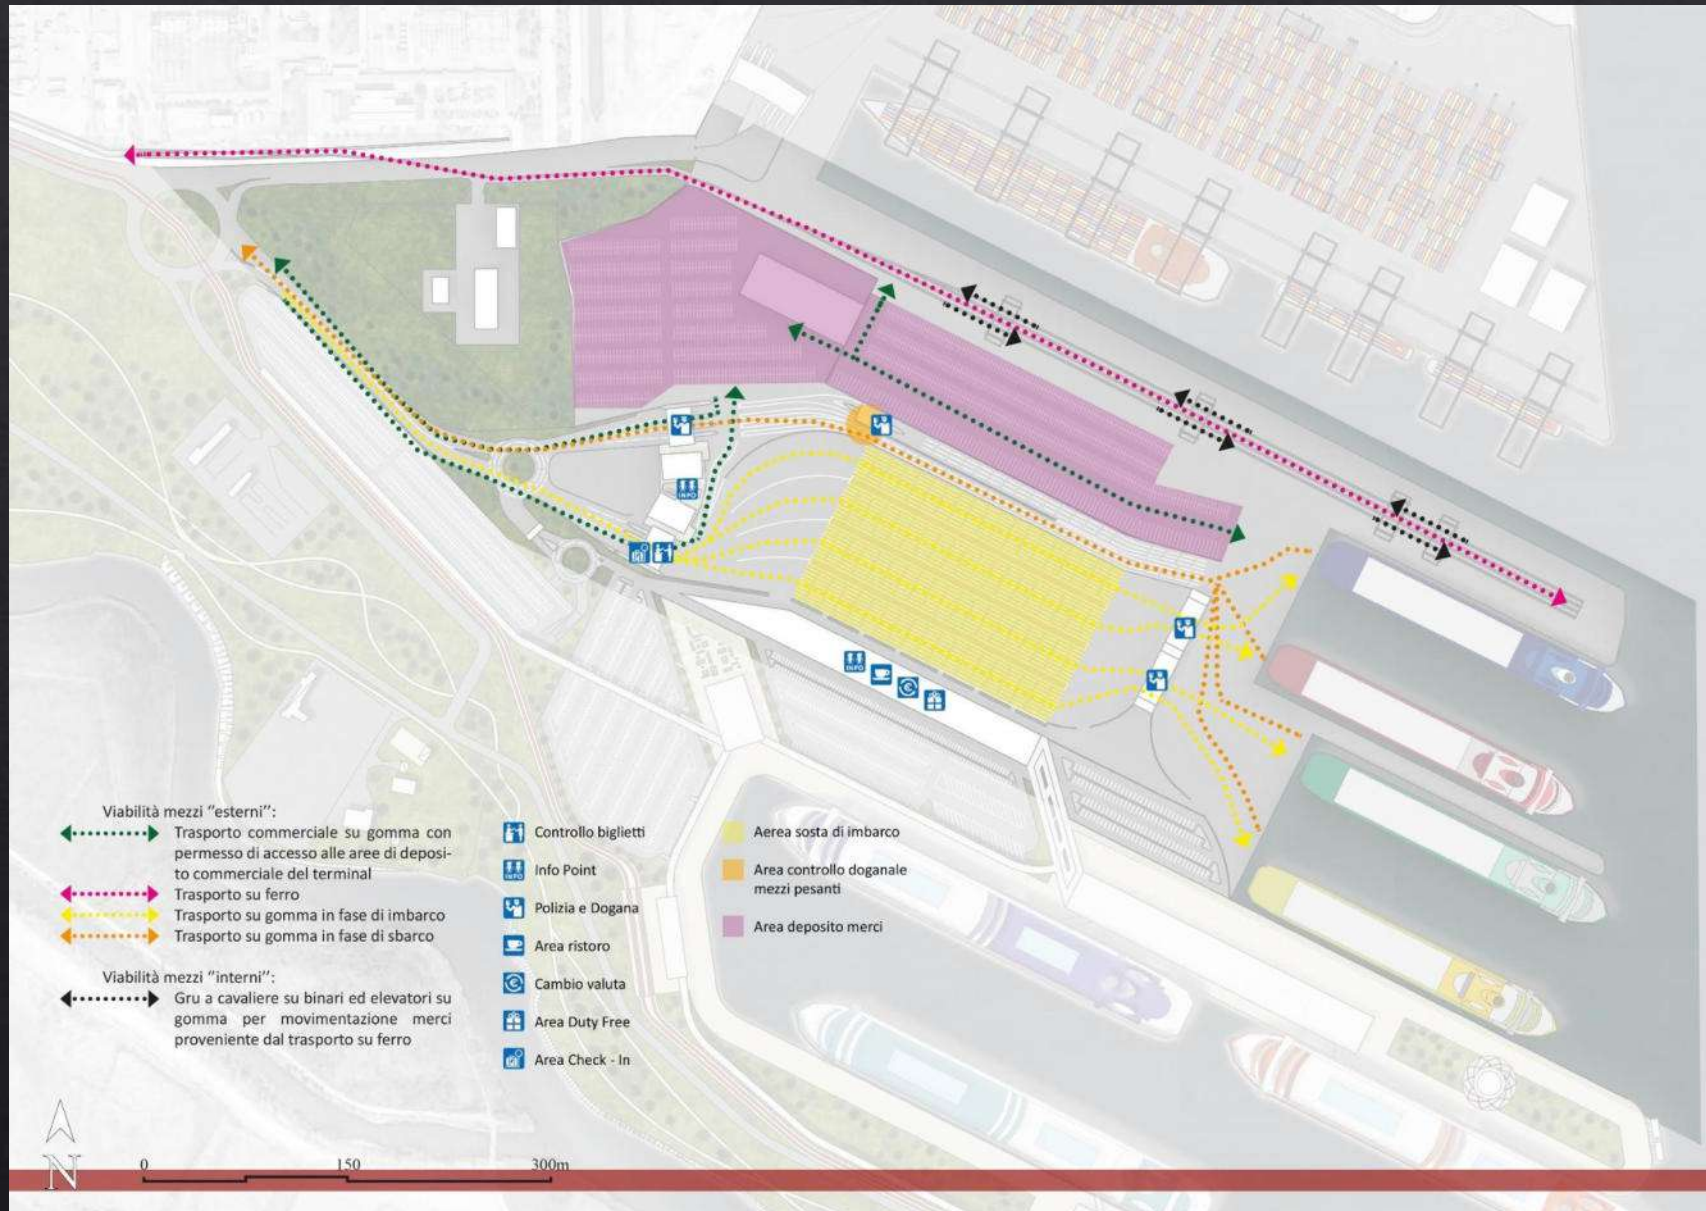 Viabilità mezzi "esterni":
Trasporto commerciale su gomma con
permesso di accesso alle aree di deposi-
to commerciale del terminal
Trasporto su ferro
Trasporto su gomma in fase di imbarco
Trasporto su gomma in fase di sbarco
Viabilità mezzi "interni":
Gru a cavaliere su binari ed elevatori su
gomma per movimentazione merci
proveniente dal trasporto su ferro
Controllo biglietti
INFO
Info Point
Polizia e Dogana
Area ristoro
Cambio valuta
Area Duty Free
Area Check - In
Aerea sosta di imbarco
Area controllo doganale
mezzi pesanti
Area deposito merci
INFO
INFO
N
0 150 300m